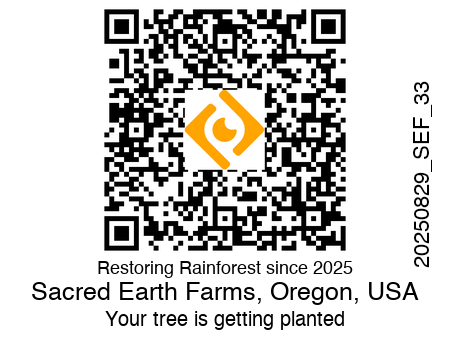 Restoring Rainforest since 2025
Sacred Earth Farms, Oregon, USA
Your tree is getting planted
20250829_SEF_33